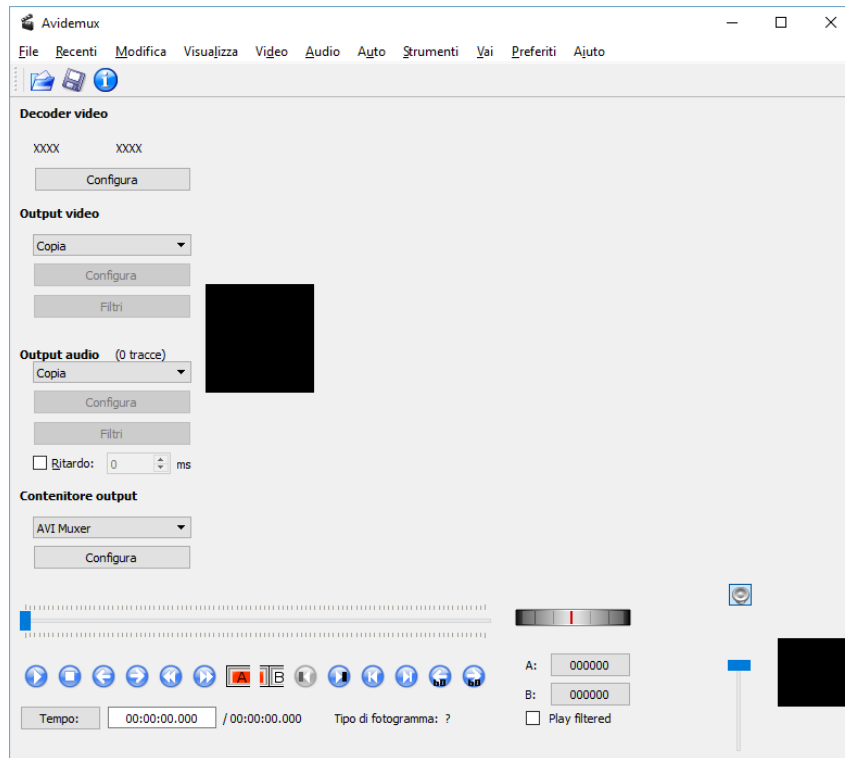 Avidemux
File Recenti Modifica Visualizza Video Audio Auto Strumenti Vai Preferiti Aiuto
Decoder video
XXXX XXXX
Configura
Output video
Copia
Configura
Filtri
Output audio (0 tracce)
Copia
Configura
Filtri
Ritardo: 0 ms
Contenitore output
AVI Muxer
Configura
A B 60 60
A: 000000
B: 000000
Tempo: 00:00:00.000 / 00:00:00.000 Tipo di fotogramma: ? Play filtered